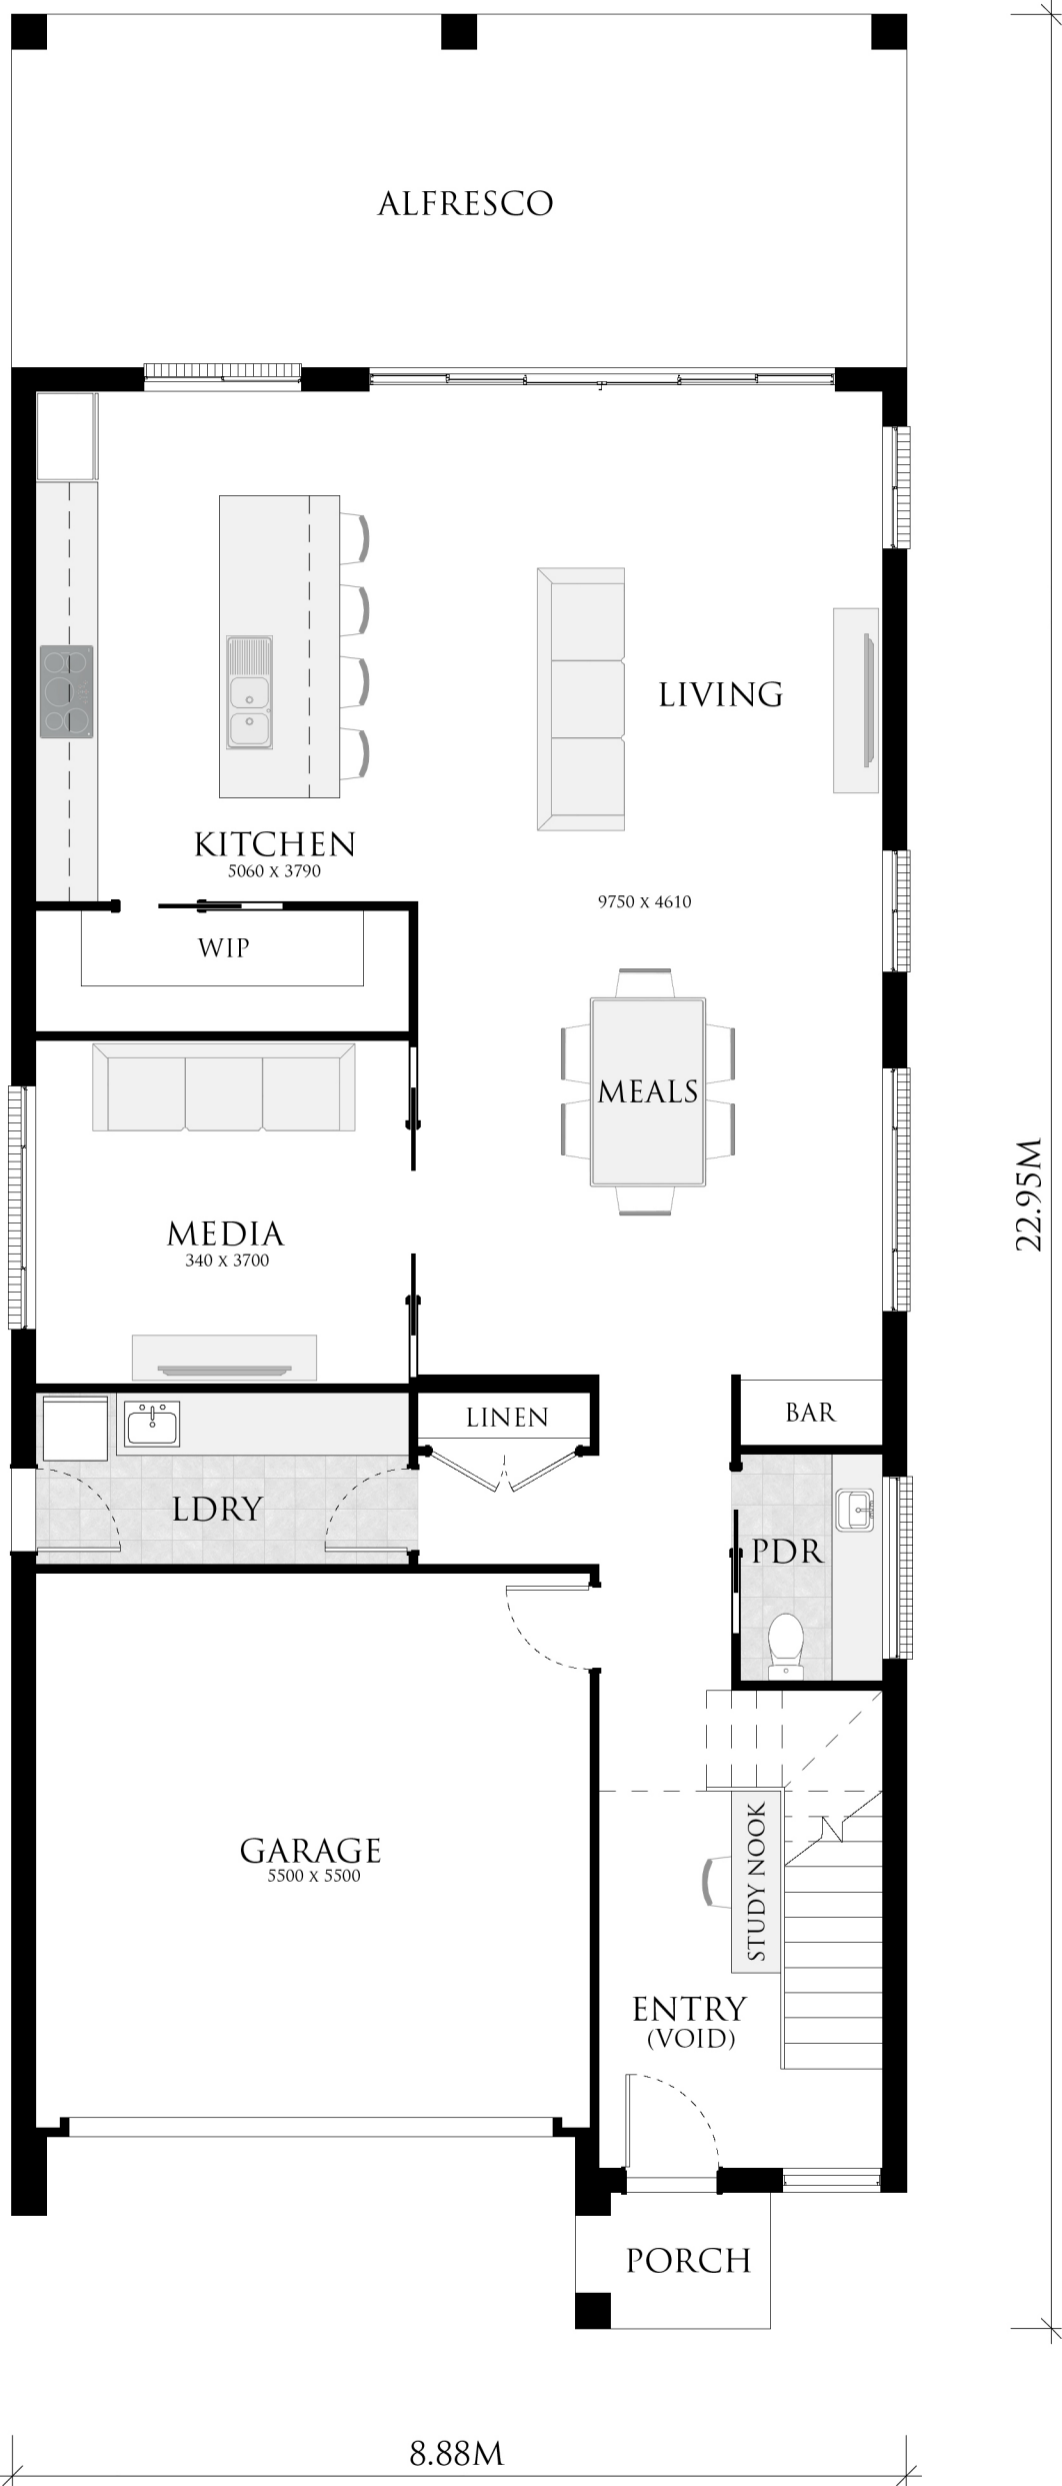 ALFRESCO
LIVING
KITCHEN
5060 X 3790
9750 X 4610
WIP
MEALS
22.95M
MEDIA
340 X 3700
LINEN
BAR
LDRY
PDR
GARAGE
5500 X 5500
STUDY NOOK
ENTRY
(VOID)
PORCH
8.88M